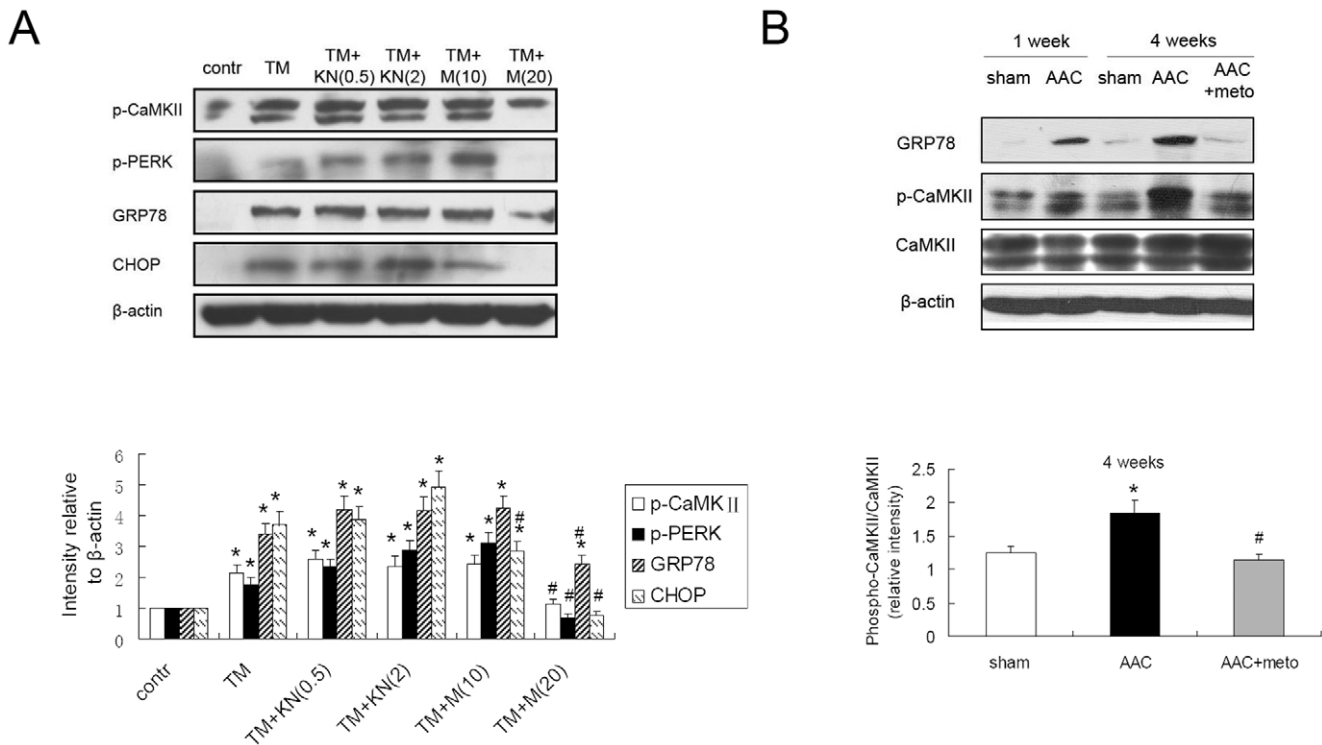 A
contr TM TM+ KN(0.5) TM+ KN(2) TM+ M(10) TM+ M(20)
p-CaMKII
p-PERK
GRP78
CHOP
β-actin
Intensity relative
to β-actin
6
5
4
3
2
1
0
* * * *
* * * *
* * * *
* * * # *
# # # * #
contr TM TM+KN(0.5) TM+KN(2) TM+M(10) TM+M(20)
p-CaMK II
p-PERK
GRP78
CHOP
B
1 week 4 weeks
sham AAC sham AAC AAC +meto
GRP78
p-CaMKII
CaMKII
β-actin
Phospho-CaMKII/CaMKII
(relative intensity)
2.5
2
1.5
1
0.5
0
4 weeks
*
#
sham AAC AAC+meto